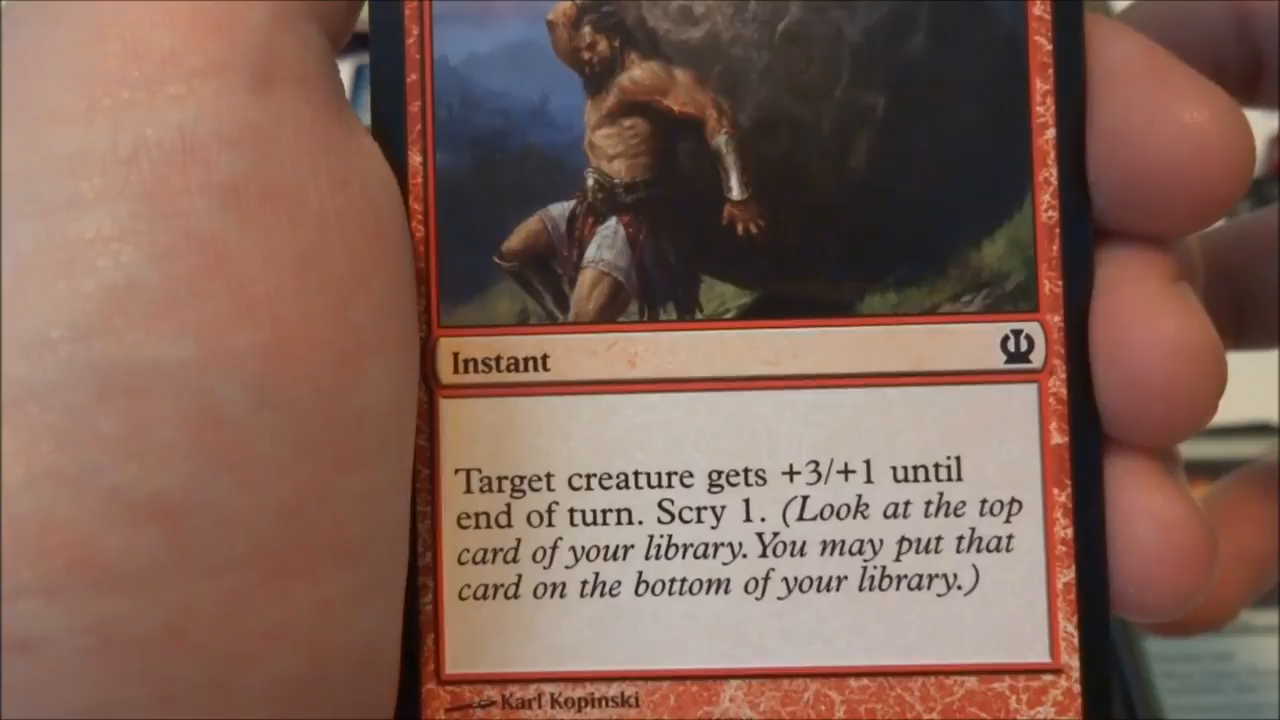 Instant
Target creature gets +3/+1 until
end of turn. Scry 1. (Look at the top
card of your library. You may put that
card on the bottom of your library.)
Karl Kopinski